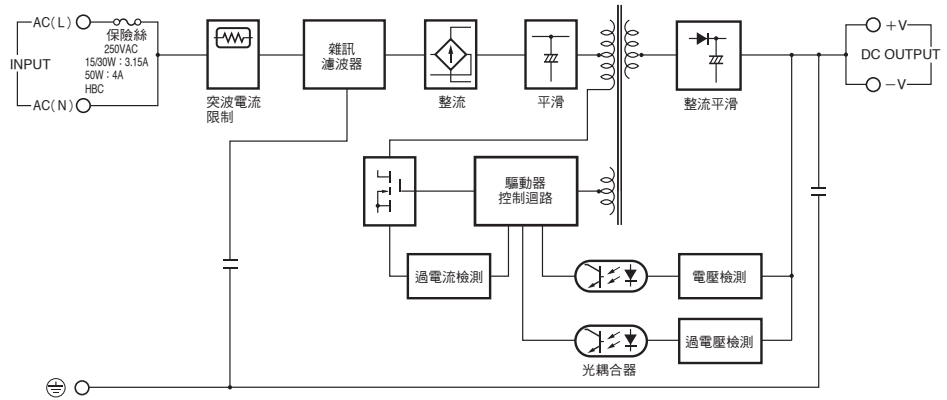 AC(L)
保險絲
250VAC
15/30W：3.15A
50W：4A
HBC
INPUT
AC(N)
突波電流
限制
雜訊
濾波器
整流
平滑
整流平滑
+V
DC OUTPUT
−V
驅動器
控制迴路
過電流檢測
電壓檢測
過電壓檢測
光耦合器